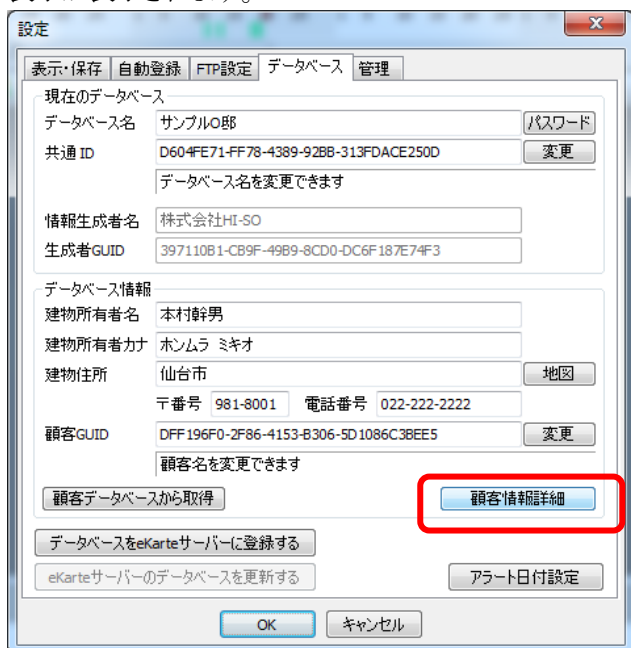 設定
表示・保存 自動登録 FTP設定 データベース 管理
現在のデータベース
データベース名 サンプルO邸 パスワード
共通ID D604FE71-FF78-4389-92BB-313FDACE250D 変更
データベース名を変更できます
情報生成者名 株式会社HI-SO
生成者GUID 397110B1-CB9F-49B9-8CD0-DC6F187E74F3
データベース情報
建物所有者名 本村幹男
建物所有者カナ ホンムラ ミキオ
建物住所 仙台市 地図
〒番号 981-8001 電話番号 022-222-2222
顧客GUID DFF196F0-2F86-4153-B306-5D1086C3BEE5 変更
顧客名を変更できます
顧客データベースから取得 顧客情報詳細
データベースをeKarteサーバーに登録する
eKarteサーバーのデータベースを更新する アラート日付設定
OK キャンセル